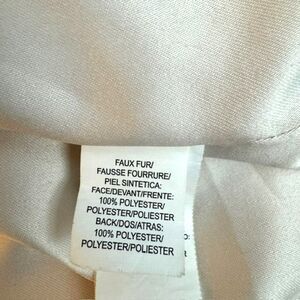 FAUX FUR/
FAUSSE FOURRURE/
PIEL SINTETICA:
FACE/DEVANT/FRENTE:
100% POLYESTER/
POLYESTER/POLIESTER
BACK/DOS/ATRAS:
100% POLYESTER/
POLYESTER/POLIESTER